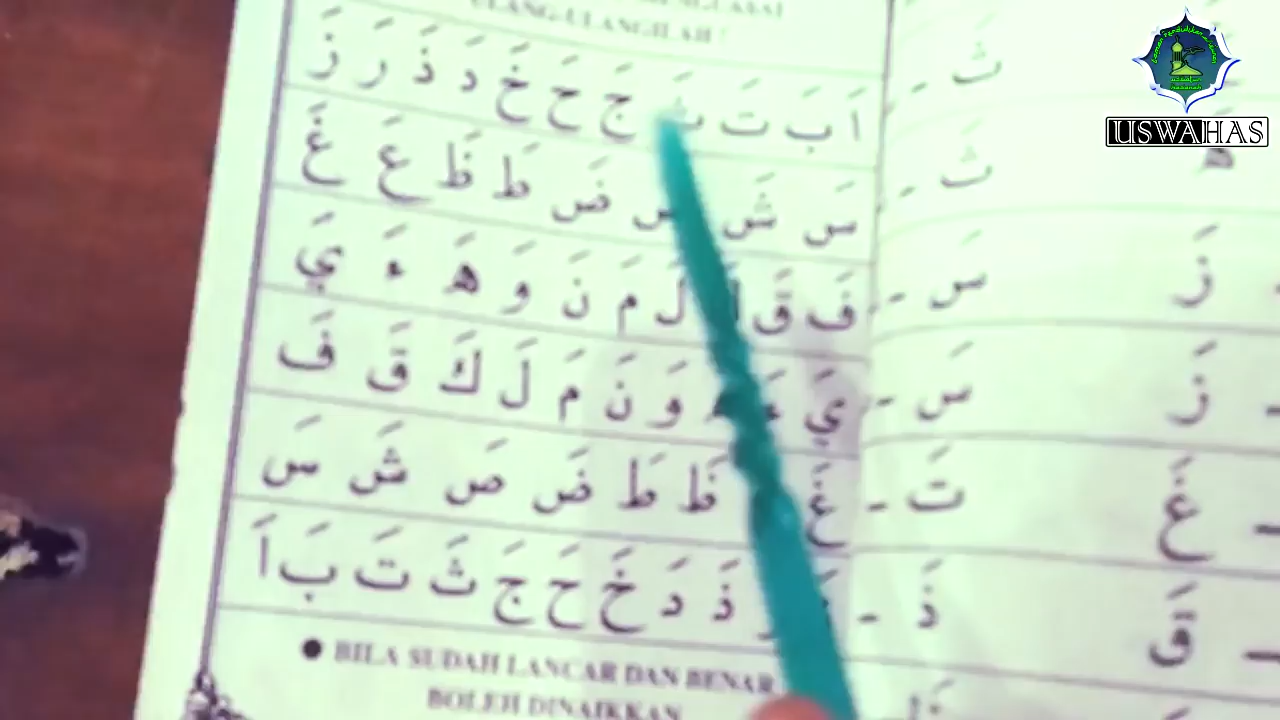 ULANG-ULANGILAH !
اَ بَ تَ ثَ جَ حَ خَ دَ ذَ رَ زَ
سَ شَ صَ ضَ طَ ظَ عَ غَ
فَ قَ لَ مَ نَ وَ هَ ءَ يَ
يَ ءَ وَ نَ مَ لَ كَ قَ فَ
غَ ظَ طَ ضَ صَ شَ سَ
ذَ دَ خَ حَ جَ ثَ تَ بَ اَ
● BILA SUDAH LANCAR DAN BENAR
BOLEH DINAIKKAN
ثَ -
ثَ -
زَ سَ -
زَ سَ -
غَ تَ -
قَ ذَ -
USWAHAS